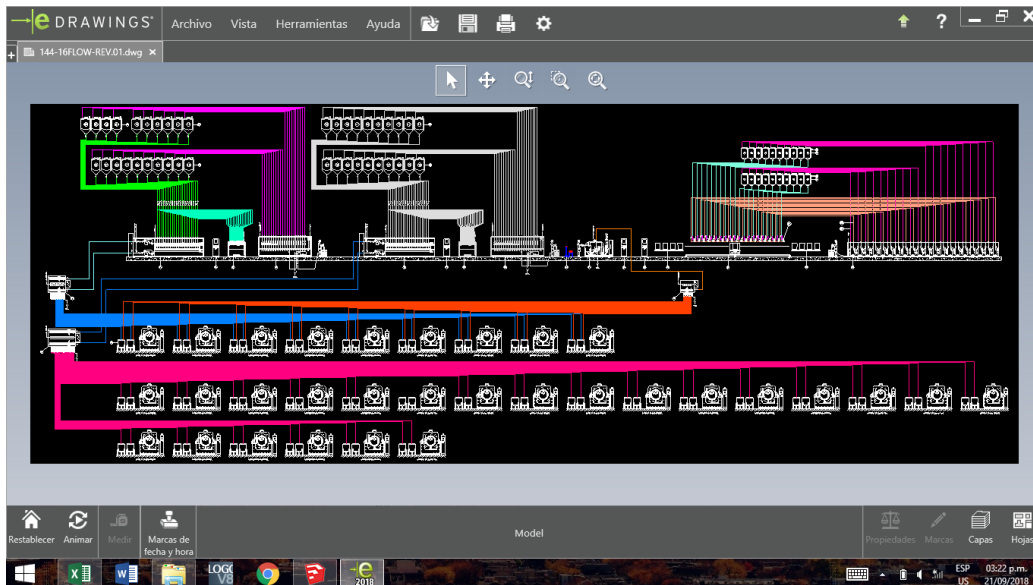 eDRAWINGS® Archivo Vista Herramientas Ayuda ?
144-16FLOW-REV.01.dwg
Restablecer Animar Medir Marcas de fecha y hora Model Propiedades Marcas Capas Hojas
LOGO V8 2018 ESP US 03:22 p.m. 21/09/2018